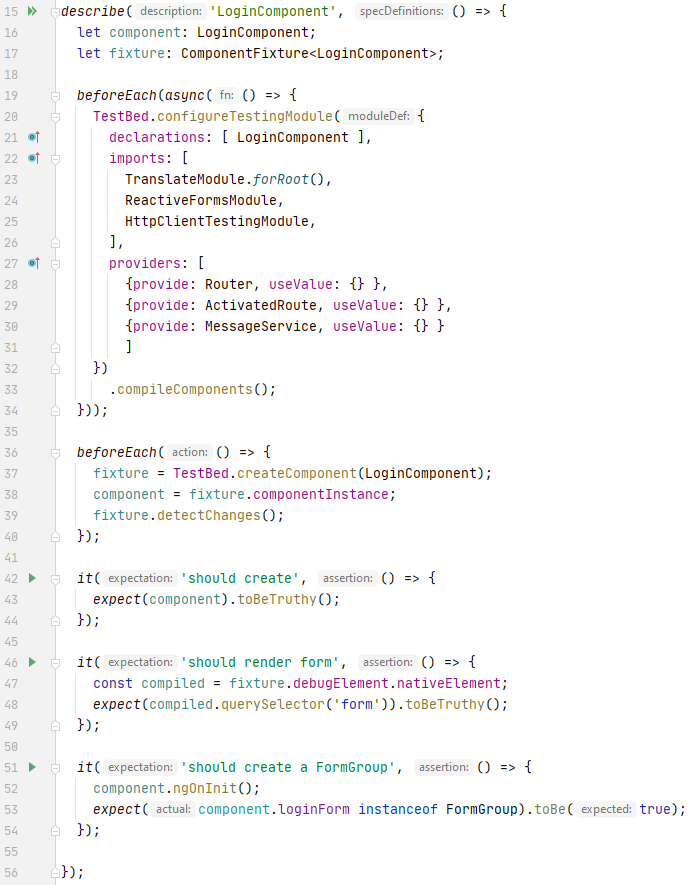 15 describe( description: 'LoginComponent', specDefinitions: () => {
16 let component: LoginComponent;
17 let fixture: ComponentFixture<LoginComponent>;
18
19 beforeEach(async( fn: () => {
20 TestBed.configureTestingModule( moduleDef: {
21 declarations: [ LoginComponent ],
22 imports: [
23 TranslateModule.forRoot(),
24 ReactiveFormsModule,
25 HttpClientTestingModule,
26 ],
27 providers: [
28 {provide: Router, useValue: {} },
29 {provide: ActivatedRoute, useValue: {} },
30 {provide: MessageService, useValue: {} }
31 ]
32 })
33 .compileComponents();
34 }));
35
36 beforeEach( action: () => {
37 fixture = TestBed.createComponent(LoginComponent);
38 component = fixture.componentInstance;
39 fixture.detectChanges();
40 });
41
42 it( expectation: 'should create', assertion: () => {
43 expect(component).toBeTruthy();
44 });
45
46 it( expectation: 'should render form', assertion: () => {
47 const compiled = fixture.debugElement.nativeElement;
48 expect(compiled.querySelector('form')).toBeTruthy();
49 });
50
51 it( expectation: 'should create a FormGroup', assertion: () => {
52 component.ngOnInit();
53 expect( actual: component.loginForm instanceof FormGroup).toBe( expected: true);
54 });
55
56 });